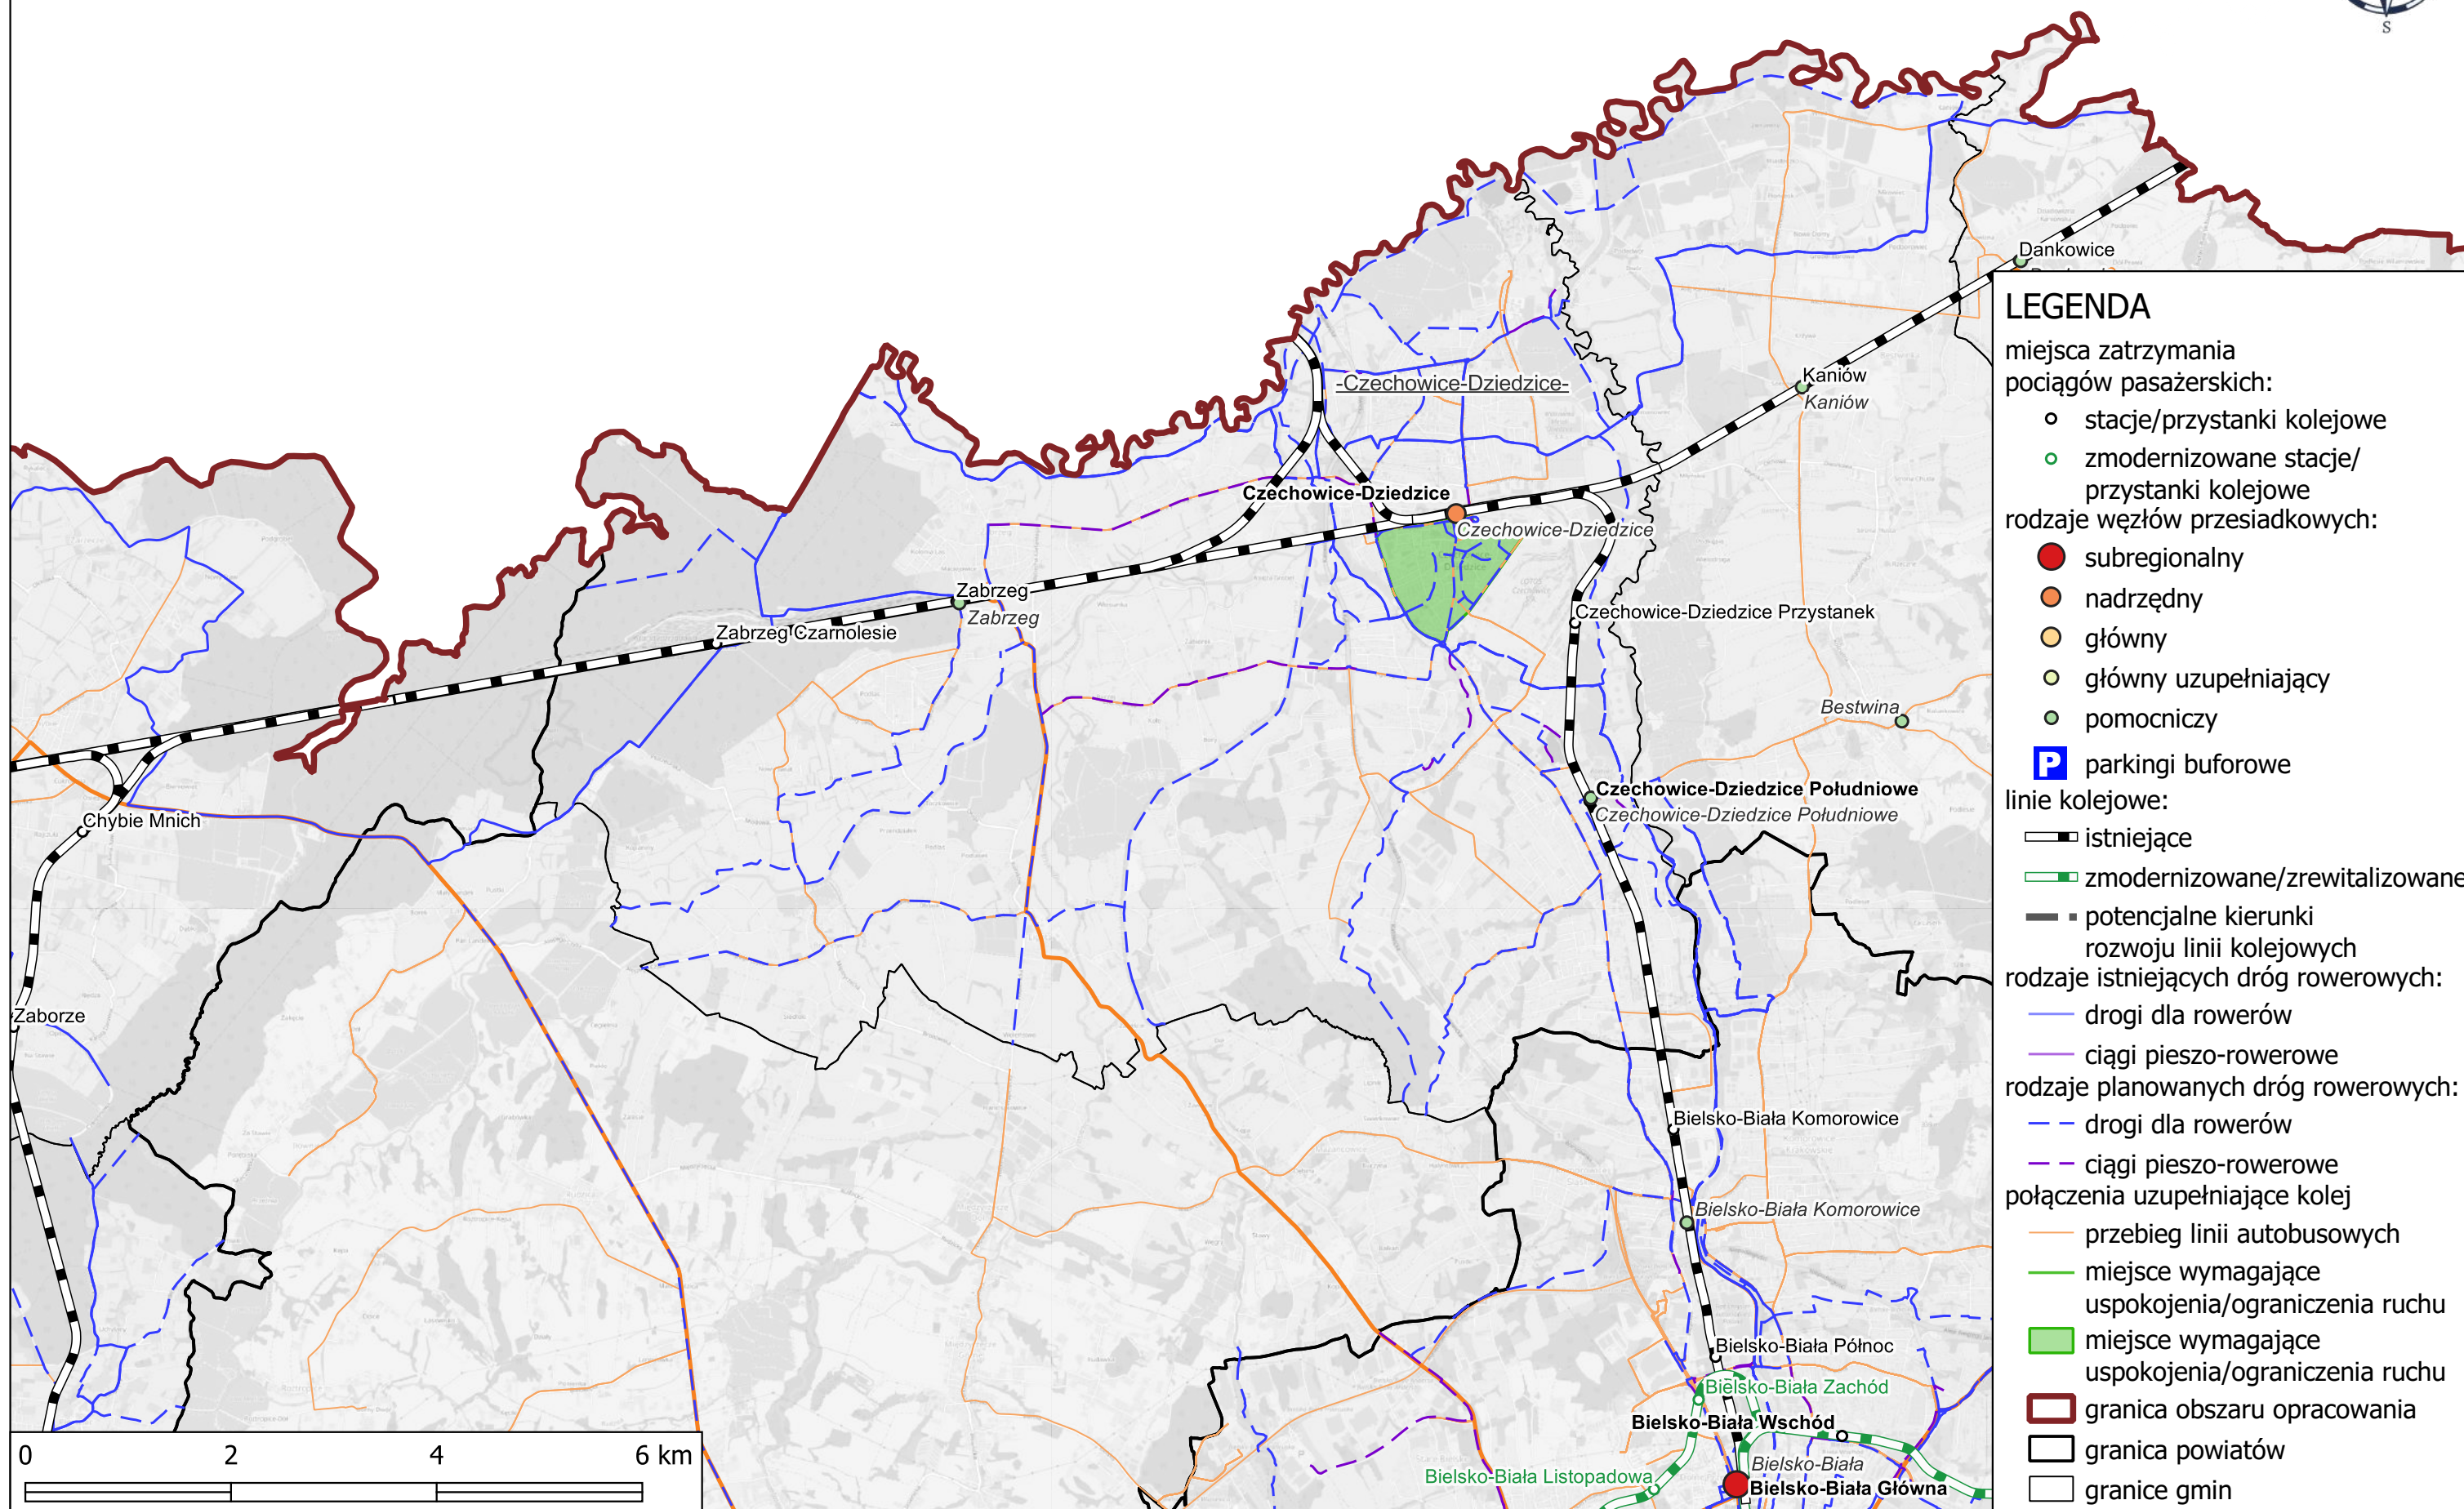 S
Dankowice
-Czechowice-Dziedzice-
Kaniów
Kaniów
Czechowice-Dziedzice
Czechowice-Dziedzice
Zabrzeg
Zabrzeg
Zabrzeg Czarnolesie
Czechowice-Dziedzice Przystanek
Bestwina
Czechowice-Dziedzice Południowe
Czechowice-Dziedzice Południowe
Chybie Mnich
Zaborze
Bielsko-Biała Komorowice
Bielsko-Biała Komorowice
Bielsko-Biała Północ
Bielsko-Biała Zachód
Bielsko-Biała Wschód
Bielsko-Biała
Bielsko-Biała Listopadowa
Bielsko-Biała Główna
0 2 4 6 km
LEGENDA
miejsca zatrzymania
pociągów pasażerskich:
stacje/przystanki kolejowe
zmodernizowane stacje/
przystanki kolejowe
rodzaje węzłów przesiadkowych:
subregionalny
nadrzędny
główny
główny uzupełniający
pomocniczy
P parkingi buforowe
linie kolejowe:
istniejące
zmodernizowane/zrewitalizowane
potencjalne kierunki
rozwoju linii kolejowych
rodzaje istniejących dróg rowerowych:
drogi dla rowerów
ciągi pieszo-rowerowe
rodzaje planowanych dróg rowerowych:
drogi dla rowerów
ciągi pieszo-rowerowe
połączenia uzupełniające kolej
przebieg linii autobusowych
miejsce wymagające
uspokojenia/ograniczenia ruchu
miejsce wymagające
uspokojenia/ograniczenia ruchu
granica obszaru opracowania
granica powiatów
granice gmin